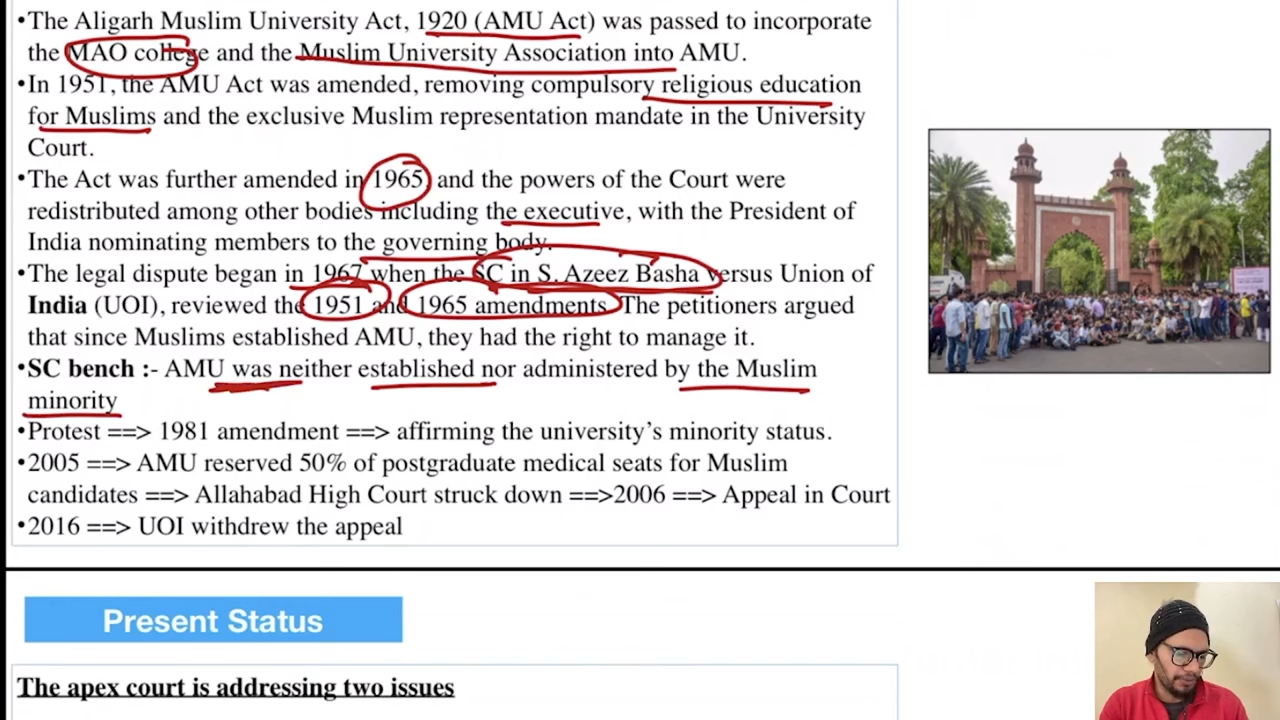 •The Aligarh Muslim University Act, 1920 (AMU Act) was passed to incorporate
the MAO college and the Muslim University Association into AMU.
•In 1951, the AMU Act was amended, removing compulsory religious education
for Muslims and the exclusive Muslim representation mandate in the University
Court.
•The Act was further amended in 1965, and the powers of the Court were
redistributed among other bodies including the executive, with the President of
India nominating members to the governing body.
•The legal dispute began in 1967 when the SC in S. Azeez Basha versus Union of
India (UOI), reviewed the 1951 and 1965 amendments. The petitioners argued
that since Muslims established AMU, they had the right to manage it.
•SC bench :- AMU was neither established nor administered by the Muslim
minority
•Protest ==> 1981 amendment ==> affirming the university’s minority status.
•2005 ==> AMU reserved 50% of postgraduate medical seats for Muslim
candidates ==> Allahabad High Court struck down ==>2006 ==> Appeal in Court
•2016 ==> UOI withdrew the appeal
Present Status
The apex court is addressing two issues